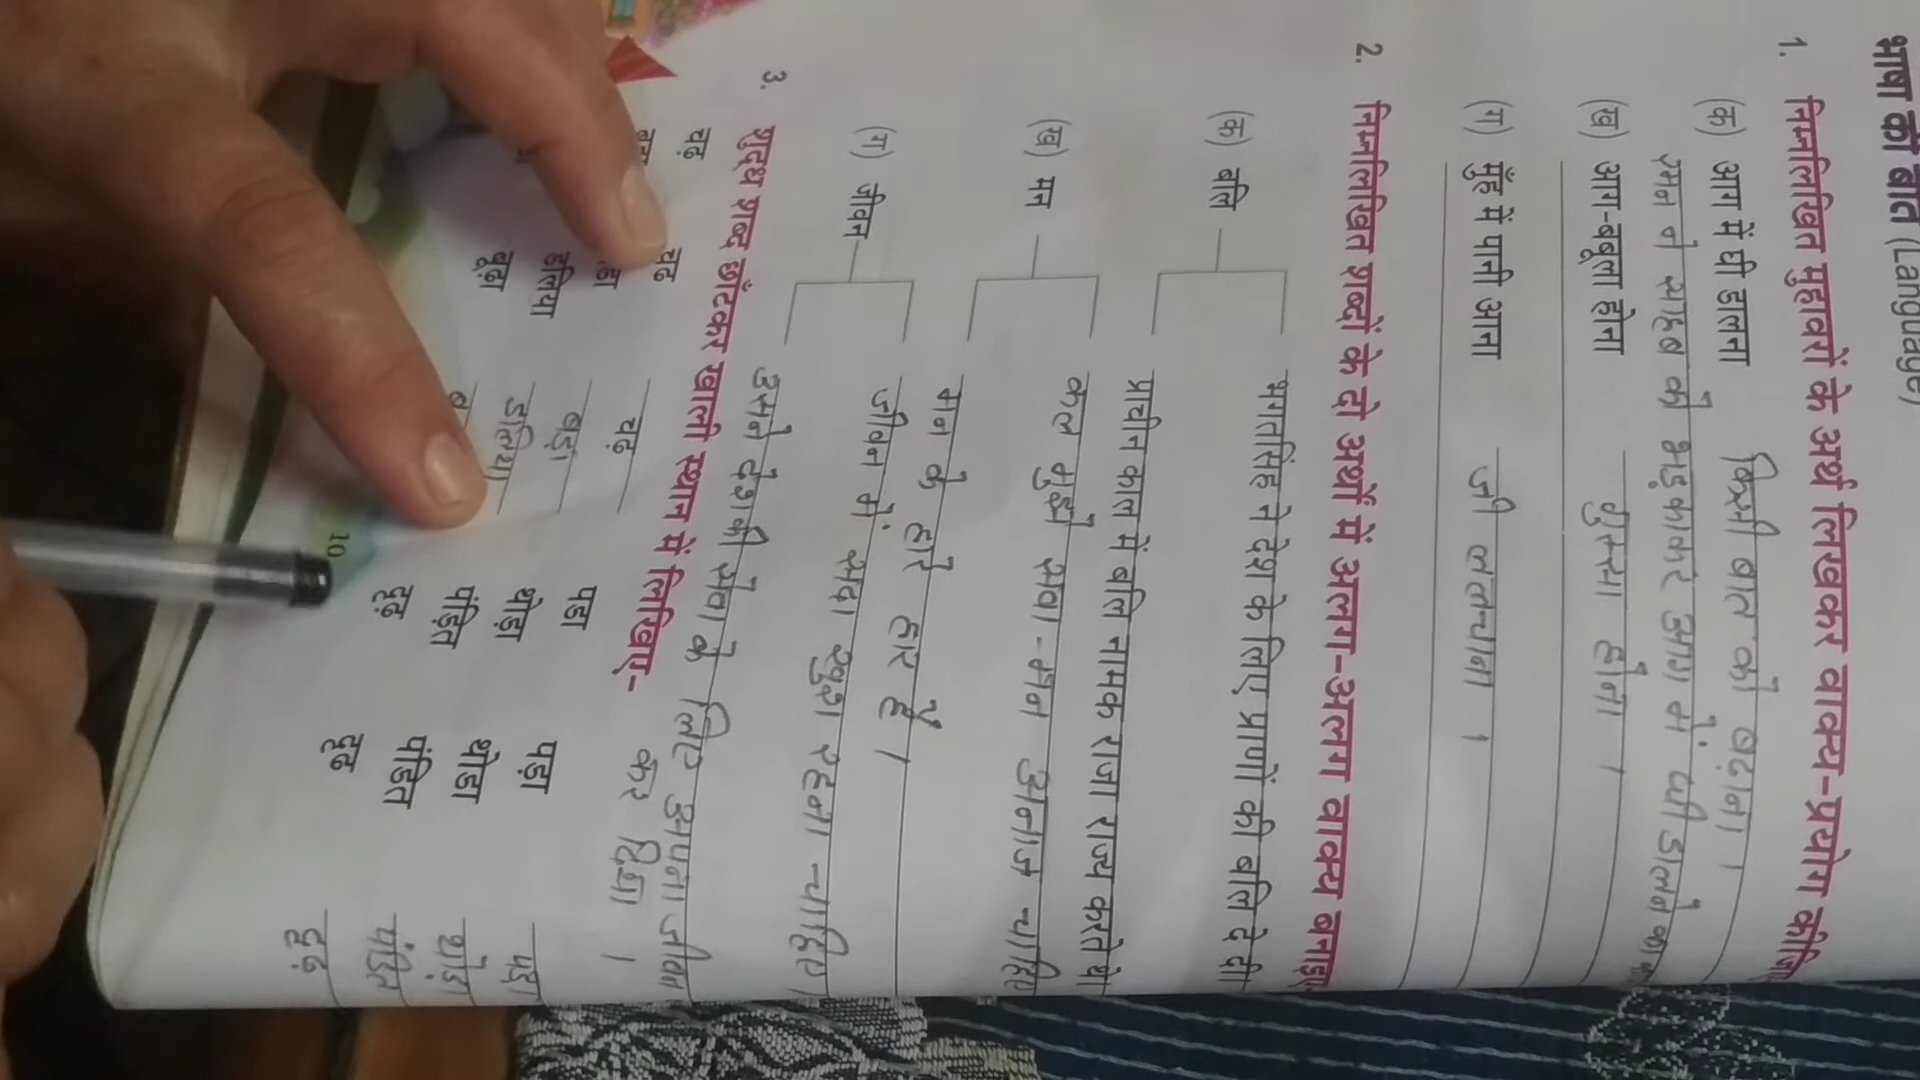 भाषा की बात (Language)
1. निम्नलिखित मुहावरों के अर्थ लिखकर वाक्य-प्रयोग कीजिए
(क) आग में घी डालना किसी बात को बढ़ाना ।
रमन ने साहब को भड़काकर आग में घी डालने का
(ख) आग-बबूला होना गुस्सा होना ।
(ग) मुँह में पानी आना जी ललचाना ।
2. निम्नलिखित शब्दों के दो अर्थों में अलग-अलग वाक्य बनाइए
(क) बलि भगतसिंह ने देश के लिए प्राणों की बलि दे दी
प्राचीन काल में बलि नामक राजा राज्य करते थे
(ख) मन कल मुझे सवा-मन अनाज चाहिए
मन के हारे हार है ।
(ग) जीवन जीवन में सदा खुश रहना चाहिए।
उसने देश की सेवा के लिए अपना जीवन
कर दिया ।
3. शुद्ध शब्द छाँटकर खाली स्थान में लिखिए-
चढ चढ़ पडा पड़ा पड़ा
थोड़ा थोडा थोड़ा
डलिया डलिया पंड़ित पंडित पंडित
ढूढ़
10